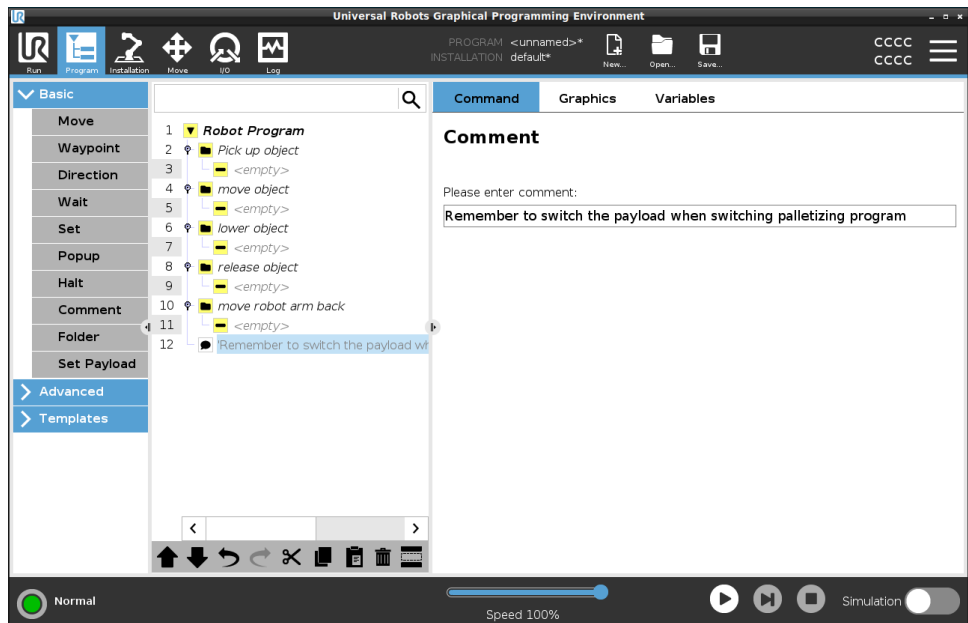 UR
Universal Robots Graphical Programming Environment
UR
Run
Program
Installation
Move
I/O
Log
PROGRAM <unnamed>*
INSTALLATION default*
New...
Open...
Save...
CCCC
CCCC
Basic
Move
Waypoint
Direction
Wait
Set
Popup
Halt
Comment
Folder
Set Payload
Advanced
Templates
1 Robot Program
2 Pick up object
3 <empty>
4 move object
5 <empty>
6 lower object
7 <empty>
8 release object
9 <empty>
10 move robot arm back
11 <empty>
12 'Remember to switch the payload wh
Command Graphics Variables
Comment
Please enter comment:
Remember to switch the payload when switching palletizing program
Normal
Speed 100%
Simulation